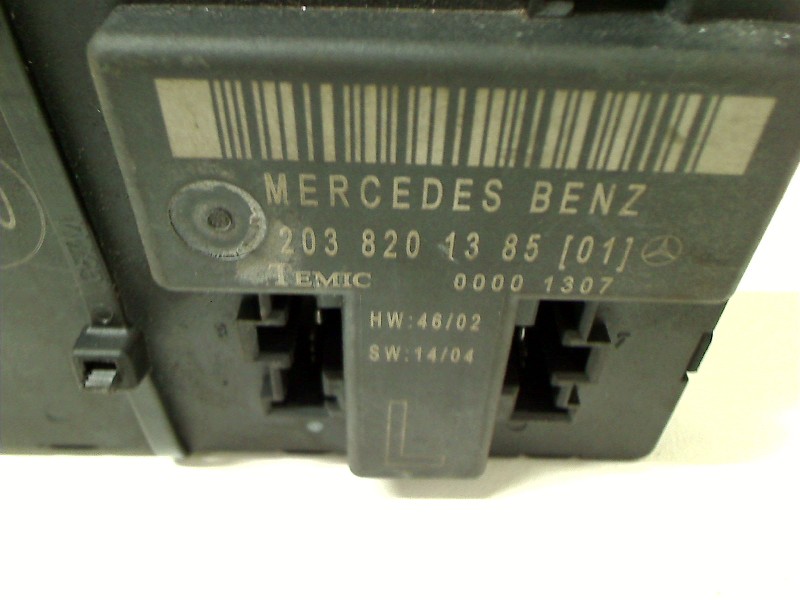 MERCEDES BENZ
203 820 13 85 [01]
TEMIC 0000 1307
HW:46/02
SW:14/04
L